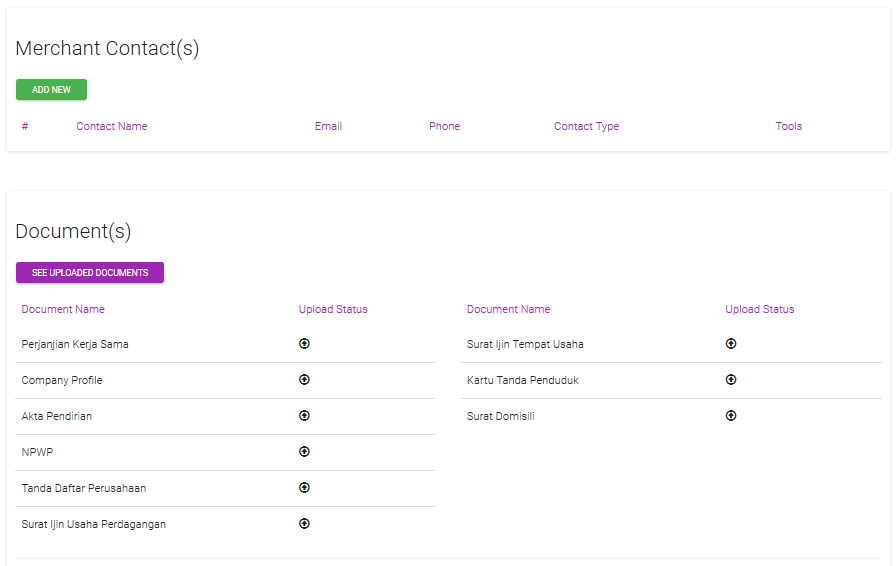 Merchant Contact(s)
ADD NEW
# Contact Name Email Phone Contact Type Tools
Document(s)
SEE UPLOADED DOCUMENTS
Document Name Upload Status
Perjanjian Kerja Sama
Company Profile
Akta Pendirian
NPWP
Tanda Daftar Perusahaan
Surat Ijin Usaha Perdagangan
Document Name Upload Status
Surat Ijin Tempat Usaha
Kartu Tanda Penduduk
Surat Domisili